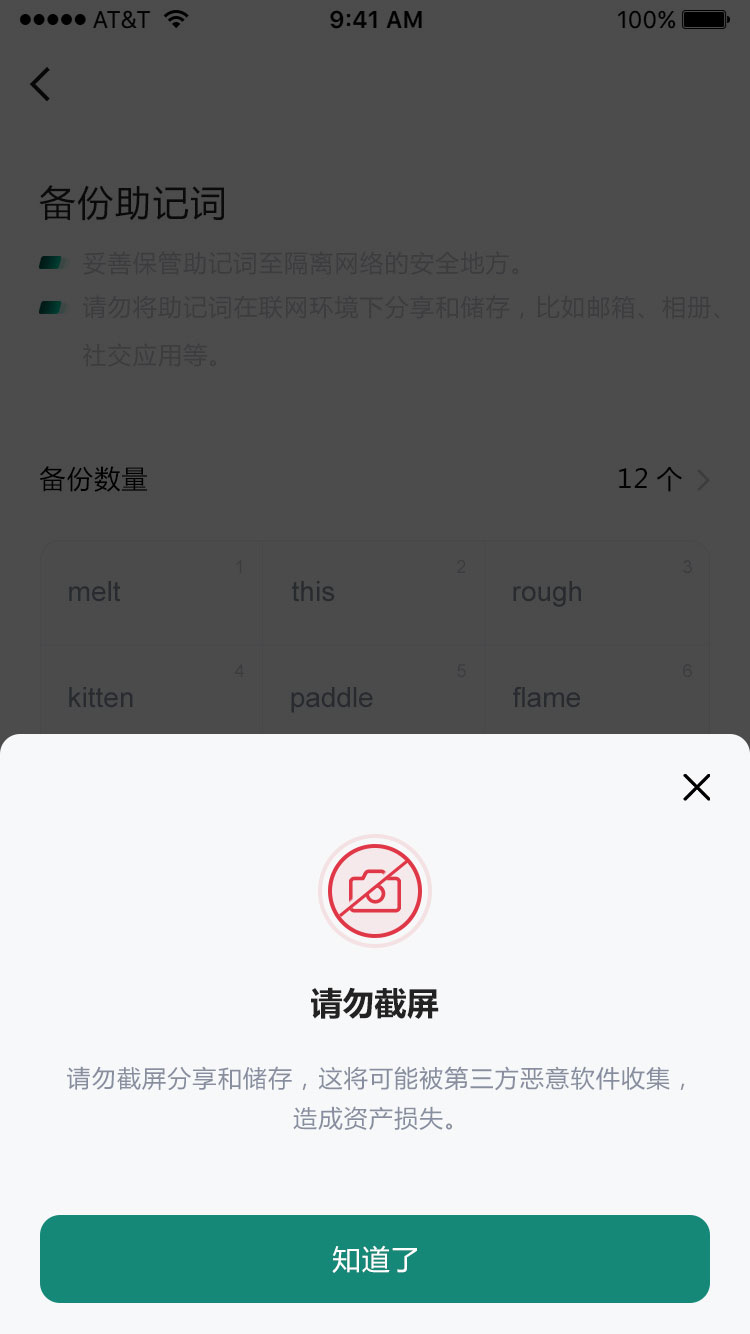 AT&T 9:41 AM 100%
备份助记词
妥善保管助记词至隔离网络的安全地方。
请勿将助记词在联网环境下分享和储存，比如邮箱、相册、
社交应用等。
备份数量 12 个
1 2 3
melt this rough
4 5 6
kitten paddle flame
请勿截屏
请勿截屏分享和储存，这将可能被第三方恶意软件收集，
造成资产损失。
知道了